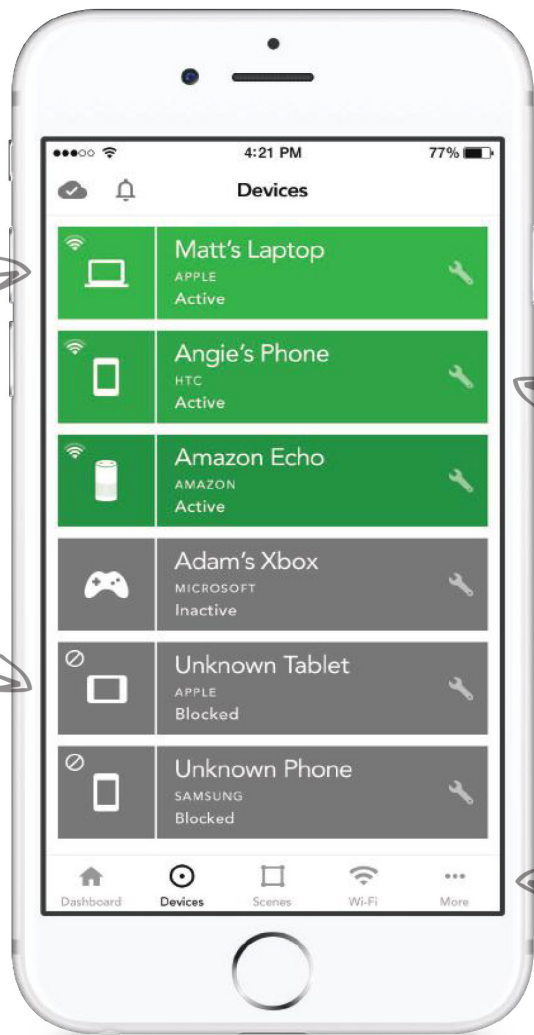 4:21 PM 77%
Devices
Matt's Laptop
APPLE
Active
Angie's Phone
HTC
Active
Amazon Echo
AMAZON
Active
Adam's Xbox
MICROSOFT
Inactive
Unknown Tablet
APPLE
Blocked
Unknown Phone
SAMSUNG
Blocked
Dashboard Devices Scenes Wi-Fi More